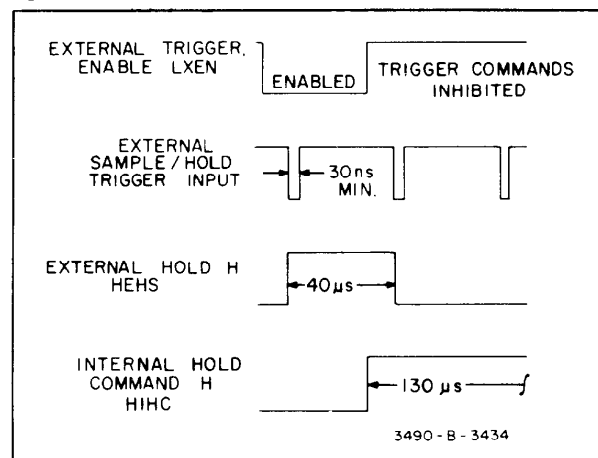 EXTERNAL TRIGGER,
ENABLE LXEN
ENABLED
TRIGGER COMMANDS
INHIBITED
EXTERNAL
SAMPLE/HOLD
TRIGGER INPUT
30ns
MIN.
EXTERNAL HOLD H
HEHS
40µs
INTERNAL HOLD
COMMAND H
HIHC
130 µs
3490-B-3434